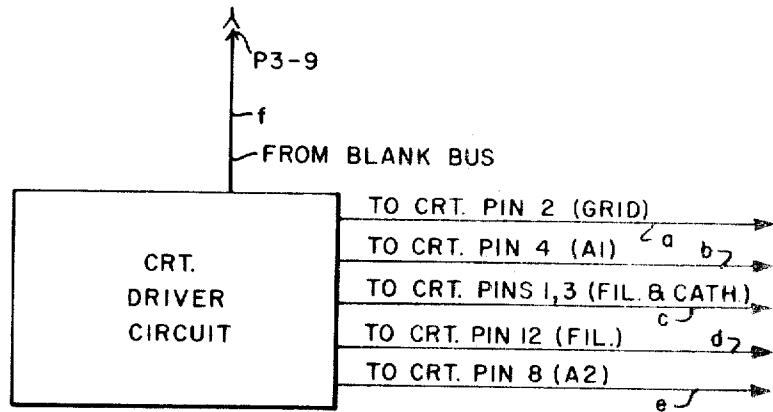 P3-9
f
FROM BLANK BUS
TO CRT. PIN 2 (GRID)
a
b
TO CRT. PIN 4 (A1)
TO CRT. PINS 1,3 (FIL. & CATH.)
c
d
TO CRT. PIN 12 (FIL.)
TO CRT. PIN 8 (A2)
e
CRT.
DRIVER
CIRCUIT